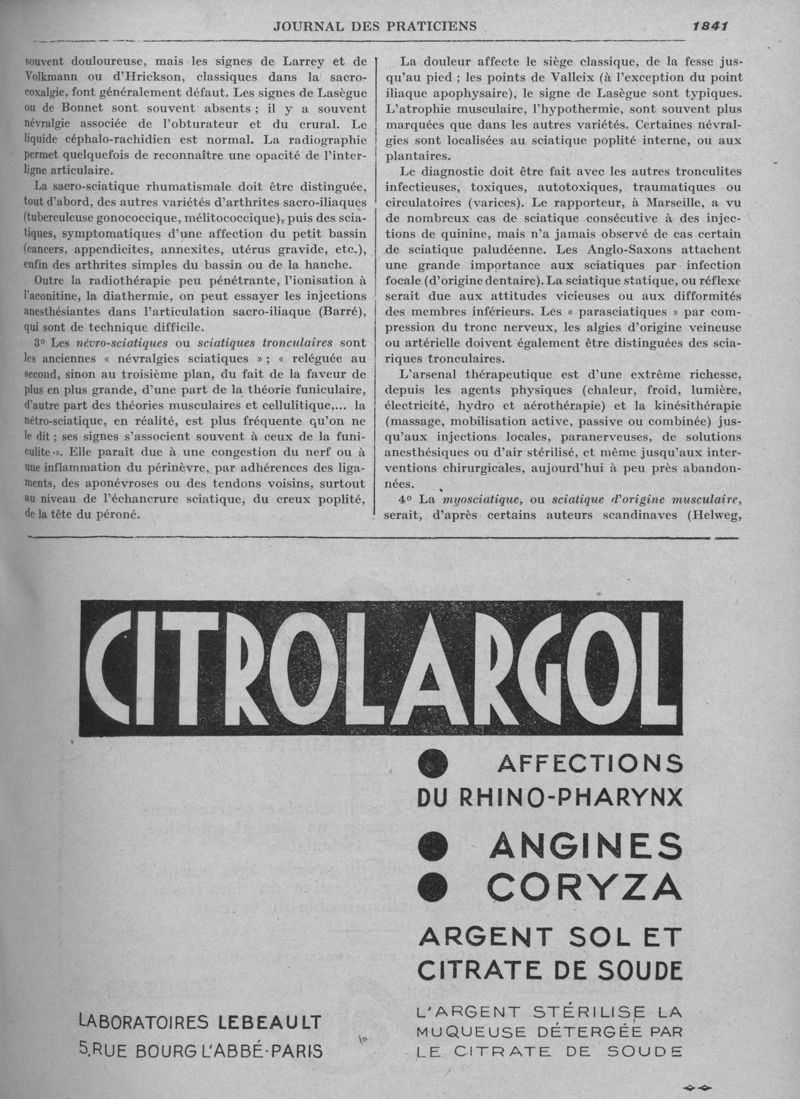 JOURNAL DES PRATICIENS
1841
souvent douloureuse, mais les signes de Larrey et de
Volkmann ou d'Hrickson, classiques dans la sacro-
coxalgie, font généralement défaut. Les signes de Lasègue
ou de Bonnet sont souvent absents ; il y a souvent
névralgie associée de l'obturateur et du crural. Le
liquide céphalo-rachidien est normal. La radiographie
permet quelquefois de reconnaître une opacité de l'inter-
ligne articulaire.
La sacro-sciatique rhumatismale doit être distinguée,
tout d'abord, des autres variétés d'arthrites sacro-iliaques
(tuberculeuse gonococcique, mélitococcique), puis des scia-
tiques, symptomatiques d'une affection du petit bassin
(cancers, appendicites, annexites, utérus gravide, etc.),
enfin des arthrites simples du bassin ou de la hanche.
Outre la radiothérapie peu pénétrante, l'ionisation à
l'aconitine, la diathermie, on peut essayer les injections
anesthésiantes dans l'articulation sacro-iliaque (Barré),
qui sont de technique difficile.
3° Les névro-sciatiques ou sciatiques tronculaires sont
les anciennes « névralgies sciatiques » ; « reléguée au
second, sinon au troisième plan, du fait de la faveur de
plus en plus grande, d'une part de la théorie funiculaire,
d'autre part des théories musculaires et cellulitique,... la
nétro-sciatique, en réalité, est plus fréquente qu'on ne
le dit ; ses signes s'associent souvent à ceux de la funi-
culite ». Elle paraît due à une congestion du nerf ou à
une inflammation du périnèvre, par adhérences des liga-
ments, des aponévroses ou des tendons voisins, surtout
au niveau de l'échancrure sciatique, du creux poplité,
de la tête du péroné.
La douleur affecte le siège classique, de la fesse jus-
qu'au pied ; les points de Valleix (à l'exception du point
iliaque apophysaire), le signe de Lasègue sont typiques.
L'atrophie musculaire, l'hypothermie, sont souvent plus
marquées que dans les autres variétés. Certaines névral-
gies sont localisées au sciatique poplité interne, ou aux
plantaires.
Le diagnostic doit être fait avec les autres tronculites
infectieuses, toxiques, autotoxiques, traumatiques ou
circulatoires (varices). Le rapporteur, à Marseille, a vu
de nombreux cas de sciatique consécutive à des injec-
tions de quinine, mais n'a jamais observé de cas certain
de sciatique paludéenne. Les Anglo-Saxons attachent
une grande importance aux sciatiques par infection
focale (d'origine dentaire). La sciatique statique, ou réflexe
serait due aux attitudes vicieuses ou aux difformités
des membres inférieurs. Les « parasciatiques » par com-
pression du tronc nerveux, les algies d'origine veineuse
ou artérielle doivent également être distinguées des scia-
riques tronculaires.
L'arsenal thérapeutique est d'une extrême richesse,
depuis les agents physiques (chaleur, froid, lumière,
électricité, hydro et aérothérapie) et la kinésithérapie
(massage, mobilisation active, passive ou combinée) jus-
qu'aux injections locales, paranerveuses, de solutions
anesthésiques ou d'air stérilisé, et même jusqu'aux inter-
ventions chirurgicales, aujourd'hui à peu près abandon-
nées.
4° La myosciatique, ou sciatique d'origine musculaire,
serait, d'après certains auteurs scandinaves (Helweg,
CITROLARGOL
● AFFECTIONS
DU RHINO-PHARYNX
● ANGINES
● CORYZA
ARGENT SOL ET
CITRATE DE SOUDE
L'ARGENT STÉRILISE LA
MUQUEUSE DÉTERGÉE PAR
LE CITRATE DE SOUDE
LABORATOIRES LEBEAULT
5, RUE BOURG L'ABBÉ·PARIS